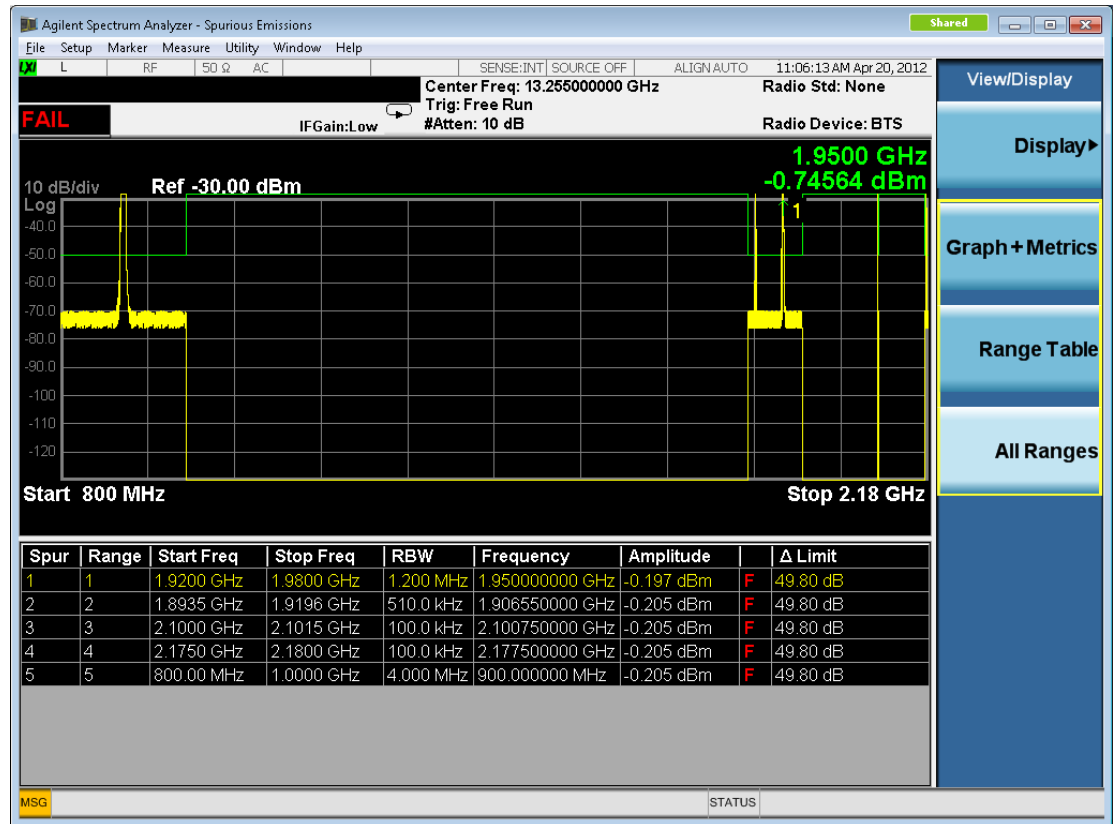 Agilent Spectrum Analyzer - Spurious Emissions
Shared
File Setup Marker Measure Utility Window Help
LXI L RF 50 Ω AC SENSE:INT SOURCE OFF ALIGN AUTO 11:06:13 AM Apr 20, 2012
Center Freq: 13.255000000 GHz Radio Std: None
Trig: Free Run
FAIL IFGain:Low #Atten: 10 dB Radio Device: BTS
1.9500 GHz
10 dB/div Ref -30.00 dBm -0.74564 dBm
Log
1
-40.0
-50.0
-60.0
-70.0
-80.0
-90.0
-100
-110
-120
Start 800 MHz Stop 2.18 GHz
Spur Range Start Freq Stop Freq RBW Frequency Amplitude Δ Limit
1 1 1.9200 GHz 1.9800 GHz 1.200 MHz 1.950000000 GHz -0.197 dBm F 49.80 dB
2 2 1.8935 GHz 1.9196 GHz 510.0 kHz 1.906550000 GHz -0.205 dBm F 49.80 dB
3 3 2.1000 GHz 2.1015 GHz 100.0 kHz 2.100750000 GHz -0.205 dBm F 49.80 dB
4 4 2.1750 GHz 2.1800 GHz 100.0 kHz 2.177500000 GHz -0.205 dBm F 49.80 dB
5 5 800.00 MHz 1.0000 GHz 4.000 MHz 900.000000 MHz -0.205 dBm F 49.80 dB
MSG STATUS
View/Display
Display
Graph + Metrics
Range Table
All Ranges